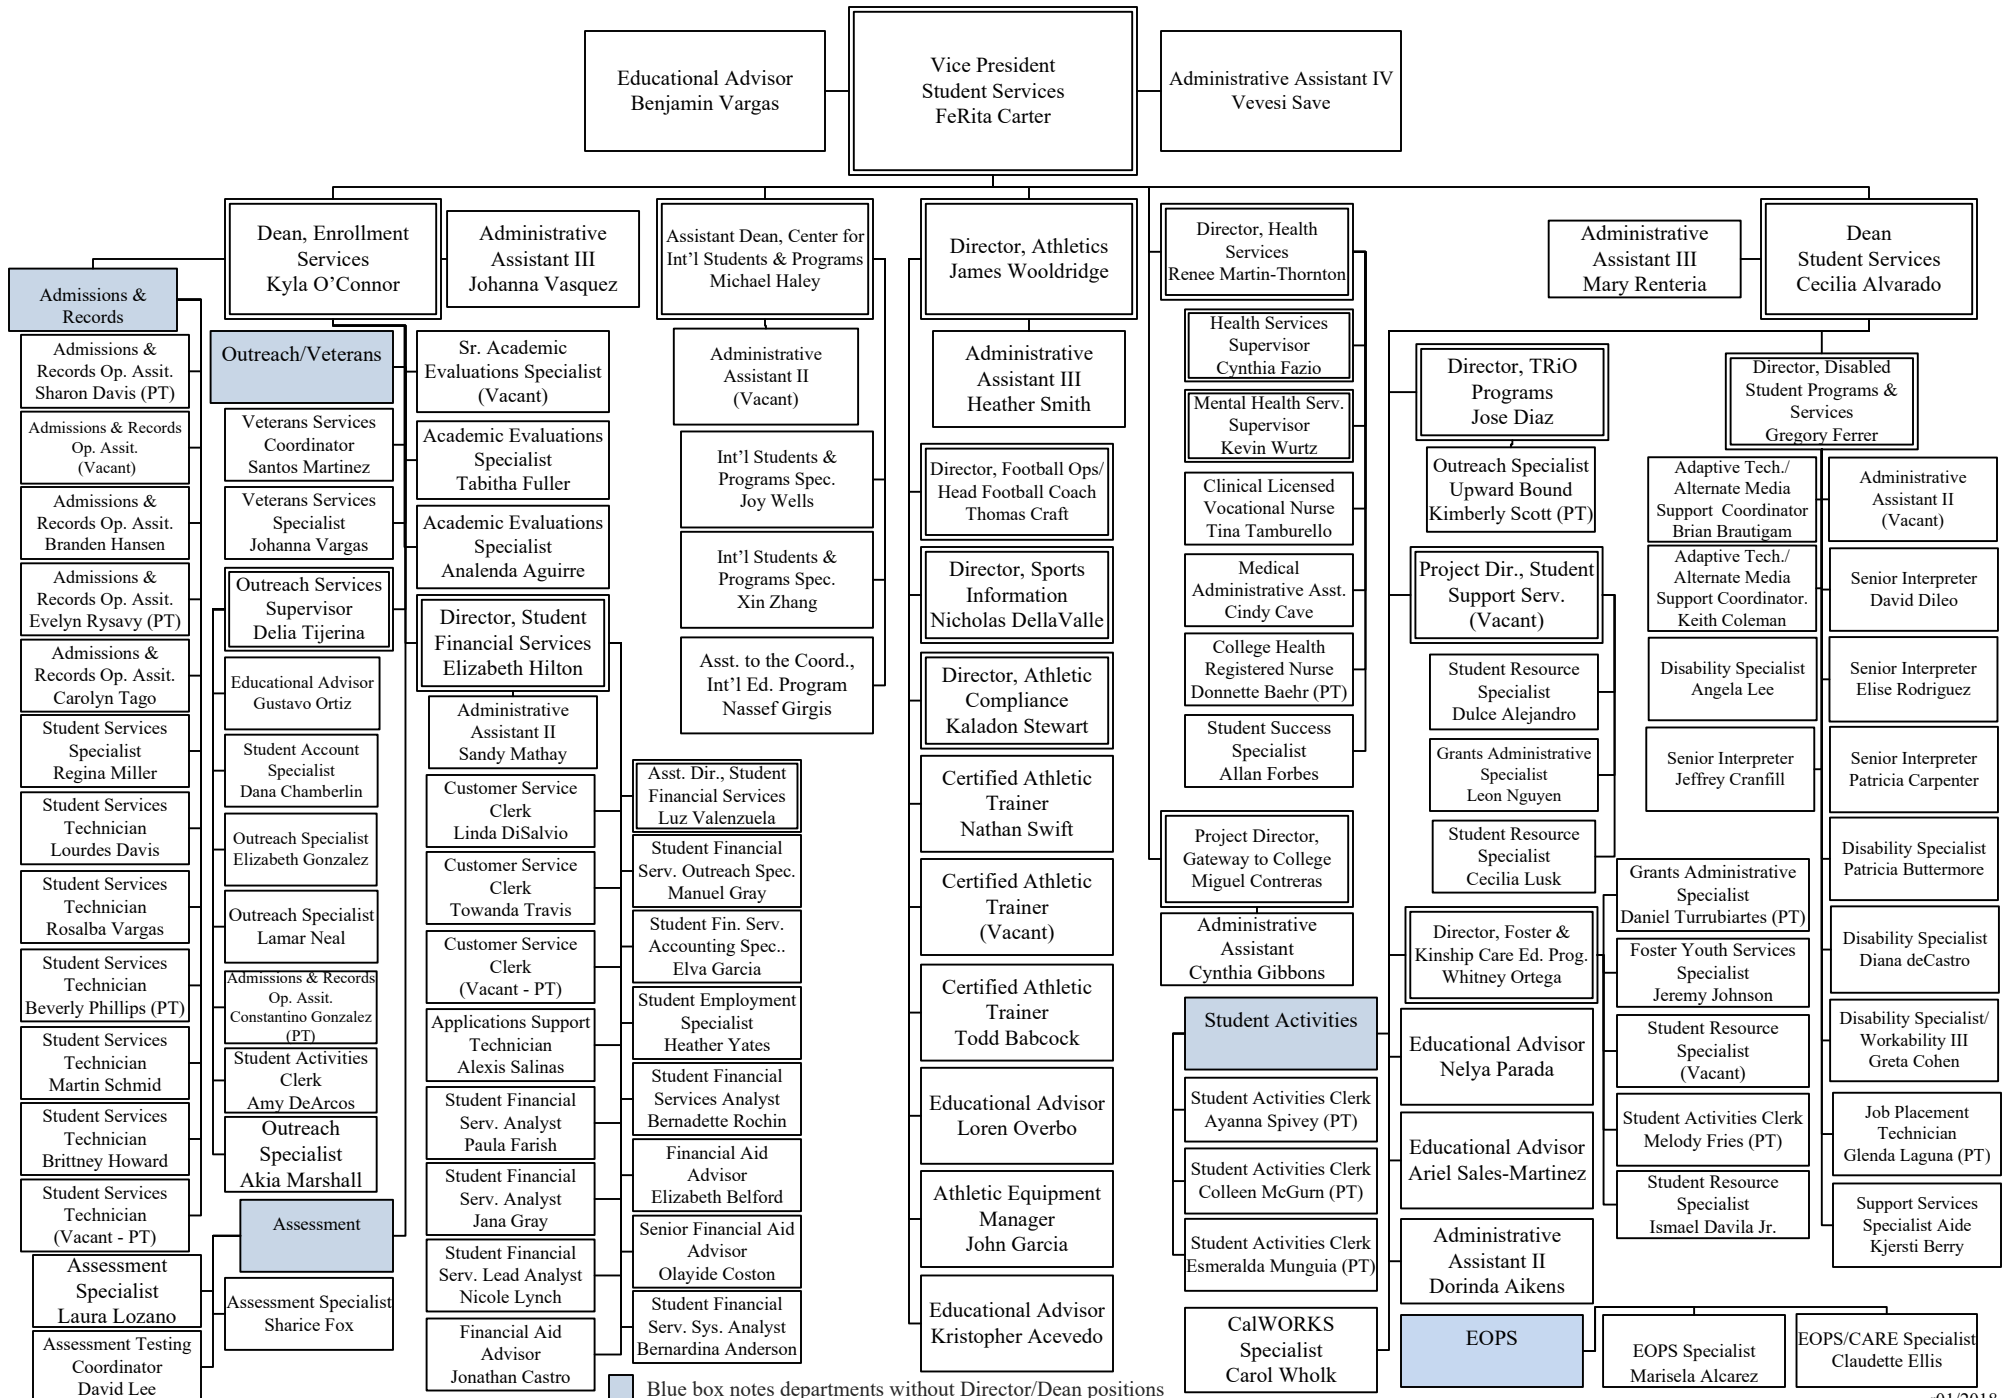 Educational Advisor
Benjamin Vargas
Vice President
Student Services
FeRita Carter
Administrative Assistant IV
Vevesi Save
Dean, Enrollment
Services
Kyla O’Connor
Administrative
Assistant III
Johanna Vasquez
Assistant Dean, Center for
Int’l Students & Programs
Michael Haley
Director, Athletics
James Wooldridge
Director, Health
Services
Renee Martin-Thornton
Administrative
Assistant III
Mary Renteria
Dean
Student Services
Cecilia Alvarado
Admissions &
Records
Admissions &
Records Op. Assit.
Sharon Davis (PT)
Admissions & Records
Op. Assit.
(Vacant)
Admissions &
Records Op. Assit.
Branden Hansen
Admissions &
Records Op. Assit.
Evelyn Rysavy (PT)
Admissions &
Records Op. Assit.
Carolyn Tago
Student Services
Specialist
Regina Miller
Student Services
Technician
Lourdes Davis
Student Services
Technician
Rosalba Vargas
Student Services
Technician
Beverly Phillips (PT)
Student Services
Technician
Martin Schmid
Student Services
Technician
Brittney Howard
Student Services
Technician
(Vacant - PT)
Outreach/Veterans
Veterans Services
Coordinator
Santos Martinez
Veterans Services
Specialist
Johanna Vargas
Outreach Services
Supervisor
Delia Tijerina
Educational Advisor
Gustavo Ortiz
Student Account
Specialist
Dana Chamberlin
Outreach Specialist
Elizabeth Gonzalez
Outreach Specialist
Lamar Neal
Admissions & Records
Op. Assit.
Constantino Gonzalez
(PT)
Student Activities
Clerk
Amy DeArcos
Outreach
Specialist
Akia Marshall
Assessment
Assessment
Specialist
Laura Lozano
Assessment Specialist
Sharice Fox
Assessment Testing
Coordinator
David Lee
Sr. Academic
Evaluations Specialist
(Vacant)
Academic Evaluations
Specialist
Tabitha Fuller
Academic Evaluations
Specialist
Analenda Aguirre
Director, Student
Financial Services
Elizabeth Hilton
Administrative
Assistant II
Sandy Mathay
Customer Service
Clerk
Linda DiSalvio
Customer Service
Clerk
Towanda Travis
Customer Service
Clerk
(Vacant - PT)
Applications Support
Technician
Alexis Salinas
Student Financial
Serv. Analyst
Paula Farish
Student Financial
Serv. Analyst
Jana Gray
Student Financial
Serv. Lead Analyst
Nicole Lynch
Financial Aid
Advisor
Jonathan Castro
Asst. Dir., Student
Financial Services
Luz Valenzuela
Student Financial
Serv. Outreach Spec.
Manuel Gray
Student Fin. Serv.
Accounting Spec..
Elva Garcia
Student Employment
Specialist
Heather Yates
Student Financial
Services Analyst
Bernadette Rochin
Financial Aid
Advisor
Elizabeth Belford
Senior Financial Aid
Advisor
Olayide Coston
Student Financial
Serv. Sys. Analyst
Bernardina Anderson
Administrative
Assistant II
(Vacant)
Int’l Students &
Programs Spec.
Joy Wells
Int’l Students &
Programs Spec.
Xin Zhang
Asst. to the Coord.,
Int’l Ed. Program
Nassef Girgis
Administrative
Assistant III
Heather Smith
Director, Football Ops/
Head Football Coach
Thomas Craft
Director, Sports
Information
Nicholas DellaValle
Director, Athletic
Compliance
Kaladon Stewart
Certified Athletic
Trainer
Nathan Swift
Certified Athletic
Trainer
(Vacant)
Certified Athletic
Trainer
Todd Babcock
Educational Advisor
Loren Overbo
Athletic Equipment
Manager
John Garcia
Educational Advisor
Kristopher Acevedo
Health Services
Supervisor
Cynthia Fazio
Mental Health Serv.
Supervisor
Kevin Wurtz
Clinical Licensed
Vocational Nurse
Tina Tamburello
Medical
Administrative Asst.
Cindy Cave
College Health
Registered Nurse
Donnette Baehr (PT)
Student Success
Specialist
Allan Forbes
Project Director,
Gateway to College
Miguel Contreras
Administrative
Assistant
Cynthia Gibbons
Student Activities
Student Activities Clerk
Ayanna Spivey (PT)
Student Activities Clerk
Colleen McGurn (PT)
Student Activities Clerk
Esmeralda Munguia (PT)
CalWORKS
Specialist
Carol Wholk
Director, TRiO
Programs
Jose Diaz
Outreach Specialist
Upward Bound
Kimberly Scott (PT)
Project Dir., Student
Support Serv.
(Vacant)
Student Resource
Specialist
Dulce Alejandro
Grants Administrative
Specialist
Leon Nguyen
Student Resource
Specialist
Cecilia Lusk
Director, Foster &
Kinship Care Ed. Prog.
Whitney Ortega
Educational Advisor
Nelya Parada
Educational Advisor
Ariel Sales-Martinez
Administrative
Assistant II
Dorinda Aikens
EOPS
EOPS Specialist
Marisela Alcarez
EOPS/CARE Specialist
Claudette Ellis
Grants Administrative
Specialist
Daniel Turrubiartes (PT)
Foster Youth Services
Specialist
Jeremy Johnson
Student Resource
Specialist
(Vacant)
Student Activities Clerk
Melody Fries (PT)
Student Resource
Specialist
Ismael Davila Jr.
Director, Disabled
Student Programs &
Services
Gregory Ferrer
Adaptive Tech./
Alternate Media
Support Coordinator
Brian Brautigam
Adaptive Tech./
Alternate Media
Support Coordinator.
Keith Coleman
Disability Specialist
Angela Lee
Senior Interpreter
Jeffrey Cranfill
Administrative
Assistant II
(Vacant)
Senior Interpreter
David Dileo
Senior Interpreter
Elise Rodriguez
Senior Interpreter
Patricia Carpenter
Disability Specialist
Patricia Buttermore
Disability Specialist
Diana deCastro
Disability Specialist/
Workability III
Greta Cohen
Job Placement
Technician
Glenda Laguna (PT)
Support Services
Specialist Aide
Kjersti Berry
Blue box notes departments without Director/Dean positions
r01/2018